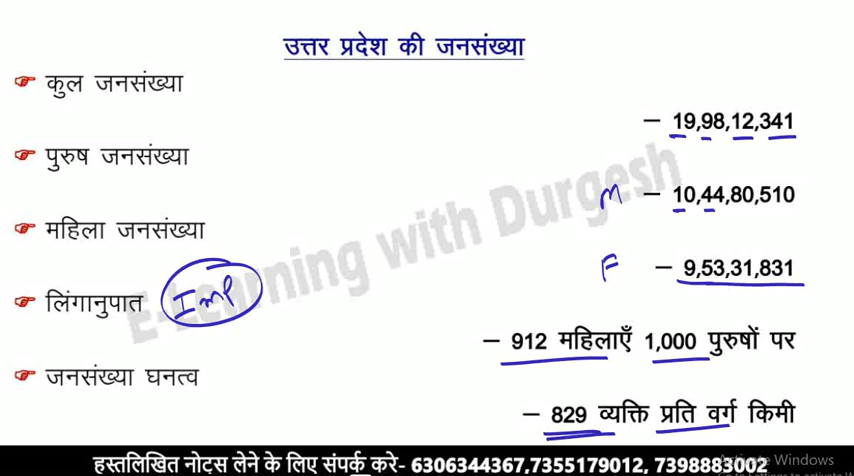 उत्तर प्रदेश की जनसंख्या
☞ कुल जनसंख्या
– 19,98,12,341
☞ पुरुष जनसंख्या
M – 10,44,80,510
☞ महिला जनसंख्या
F – 9,53,31,831
☞ लिंगानुपात Imp
– 912 महिलाएँ 1,000 पुरुषों पर
☞ जनसंख्या घनत्व
– 829 व्यक्ति प्रति वर्ग किमी
E-Learning with Durgesh
Activate Windows
हस्तलिखित नोट्स लेने के लिए संपर्क करे- 6306344367,7355179012, 7398883002